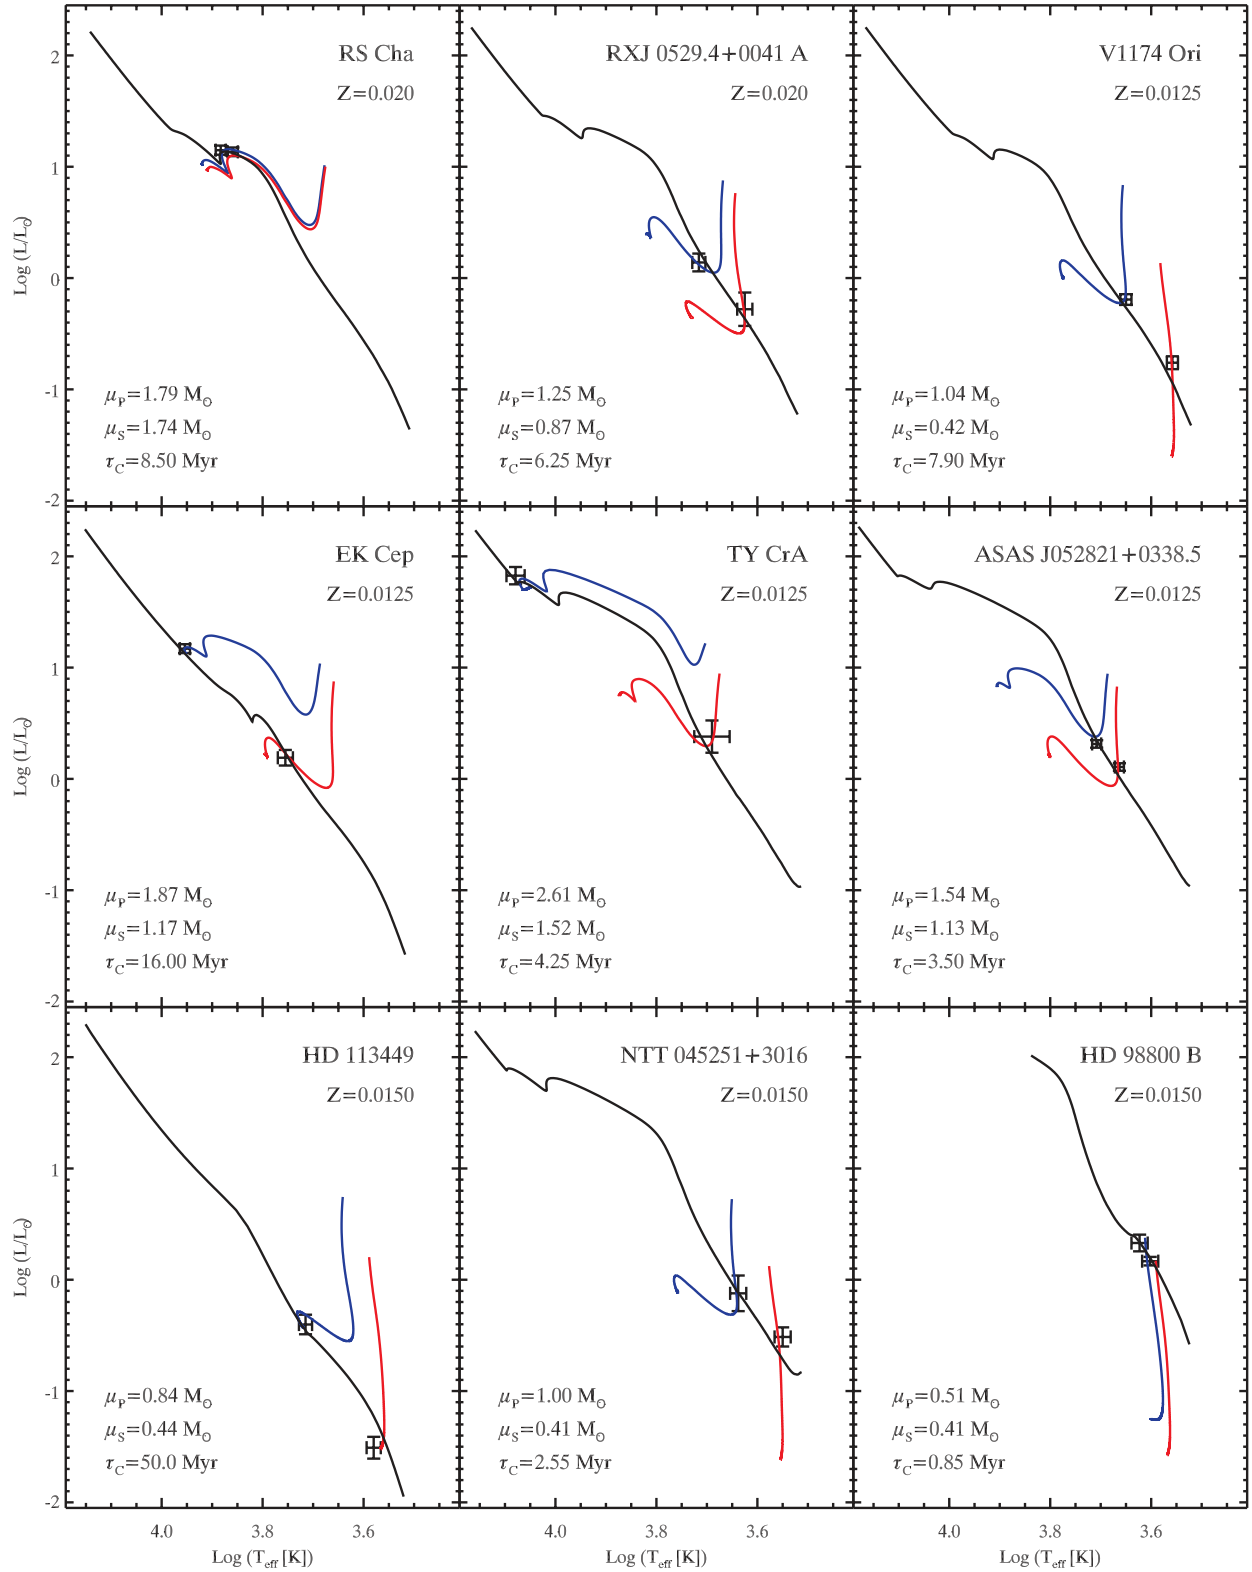 RS Cha
Z=0.020
μP=1.79 M☉
μS=1.74 M☉
τC=8.50 Myr
RXJ 0529.4+0041 A
Z=0.020
μP=1.25 M☉
μS=0.87 M☉
τC=6.25 Myr
V1174 Ori
Z=0.0125
μP=1.04 M☉
μS=0.42 M☉
τC=7.90 Myr
2
1
0
-1
-2
Log (L/L☉)
EK Cep
Z=0.0125
μP=1.87 M☉
μS=1.17 M☉
τC=16.00 Myr
TY CrA
Z=0.0125
μP=2.61 M☉
μS=1.52 M☉
τC=4.25 Myr
ASAS J052821+0338.5
Z=0.0125
μP=1.54 M☉
μS=1.13 M☉
τC=3.50 Myr
2
1
0
-1
-2
Log (L/L☉)
HD 113449
Z=0.0150
μP=0.84 M☉
μS=0.44 M☉
τC=50.0 Myr
NTT 045251+3016
Z=0.0150
μP=1.00 M☉
μS=0.41 M☉
τC=2.55 Myr
HD 98800 B
Z=0.0150
μP=0.51 M☉
μS=0.41 M☉
τC=0.85 Myr
2
1
0
-1
-2
Log (L/L☉)
4.0 3.8 3.6
4.0 3.8 3.6
4.0 3.8 3.6
Log (Teff [K])
Log (Teff [K])
Log (Teff [K])